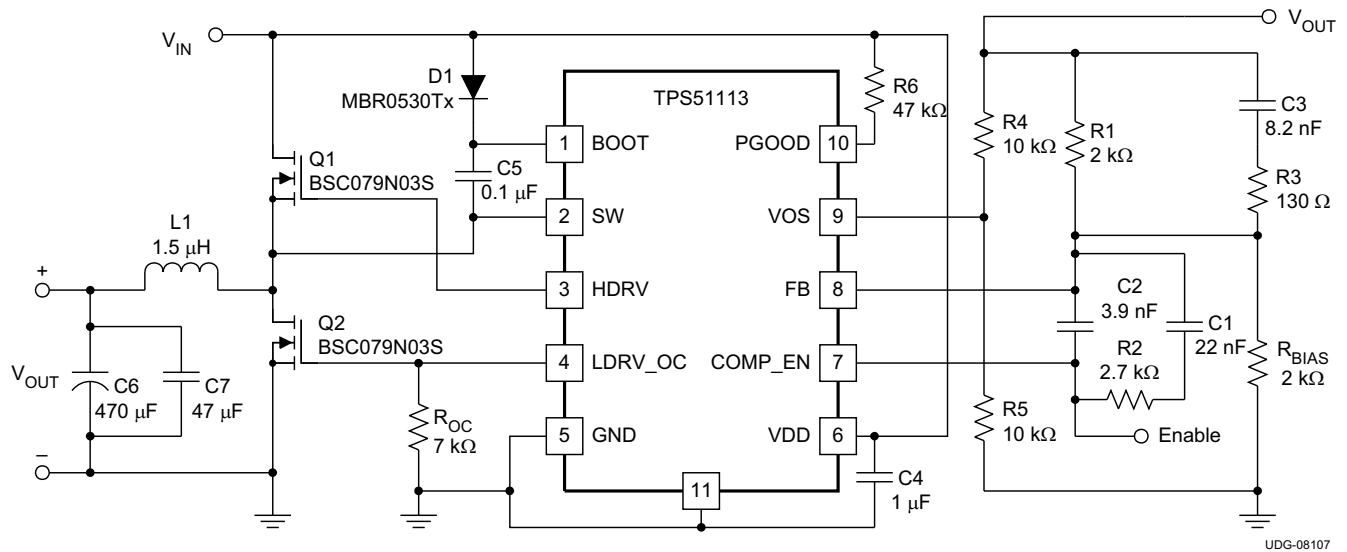 V_IN
V_OUT
D1
MBR0530Tx
TPS51113
R6
47 kΩ
C3
8.2 nF
R4
10 kΩ
R1
2 kΩ
1 BOOT
PGOOD 10
Q1
BSC079N03S
C5
0.1 μF
R3
130 Ω
2 SW
VOS 9
L1
1.5 μH
+
3 HDRV
FB 8
C2
3.9 nF
C1
22 nF
Q2
BSC079N03S
4 LDRV_OC
COMP_EN 7
R2
2.7 kΩ
R_BIAS
2 kΩ
V_OUT
C6
470 μF
C7
47 μF
R_OC
7 kΩ
5 GND
VDD 6
R5
10 kΩ
Enable
–
C4
1 μF
11
UDG-08107